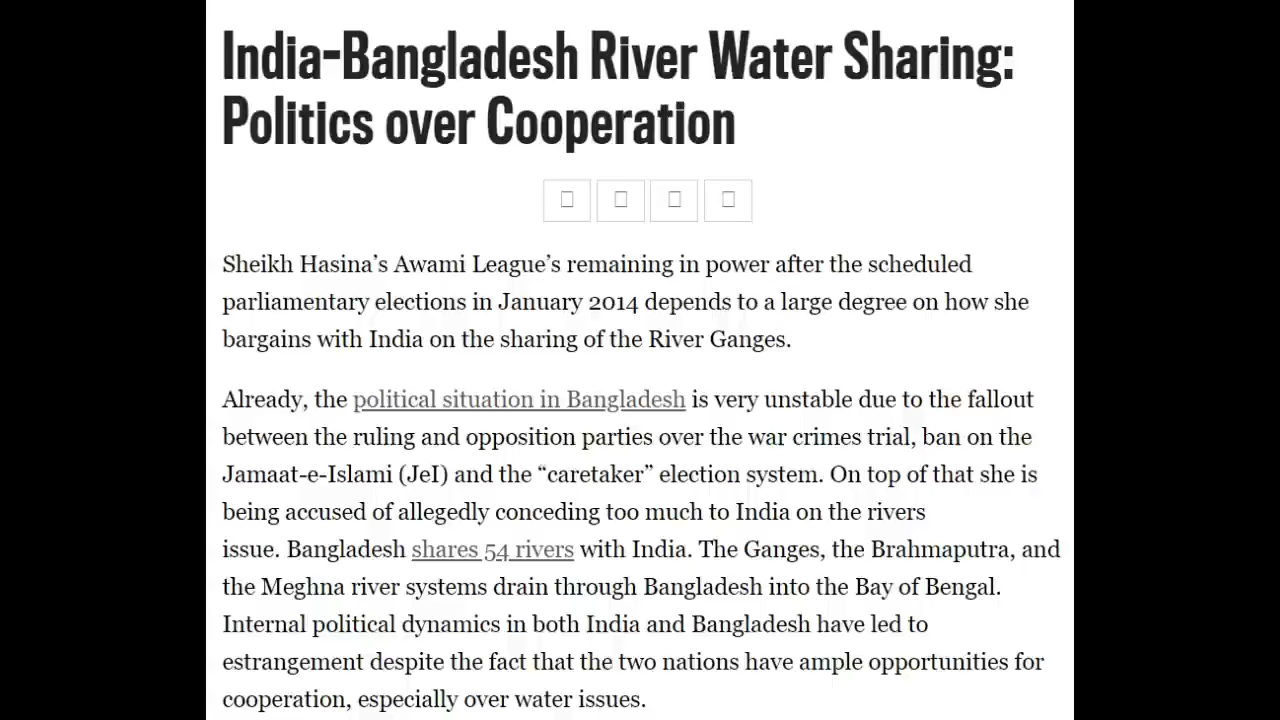 India-Bangladesh River Water Sharing:
Politics over Cooperation
Sheikh Hasina’s Awami League’s remaining in power after the scheduled
parliamentary elections in January 2014 depends to a large degree on how she
bargains with India on the sharing of the River Ganges.
Already, the political situation in Bangladesh is very unstable due to the fallout
between the ruling and opposition parties over the war crimes trial, ban on the
Jamaat-e-Islami (JeI) and the “caretaker” election system. On top of that she is
being accused of allegedly conceding too much to India on the rivers
issue. Bangladesh shares 54 rivers with India. The Ganges, the Brahmaputra, and
the Meghna river systems drain through Bangladesh into the Bay of Bengal.
Internal political dynamics in both India and Bangladesh have led to
estrangement despite the fact that the two nations have ample opportunities for
cooperation, especially over water issues.